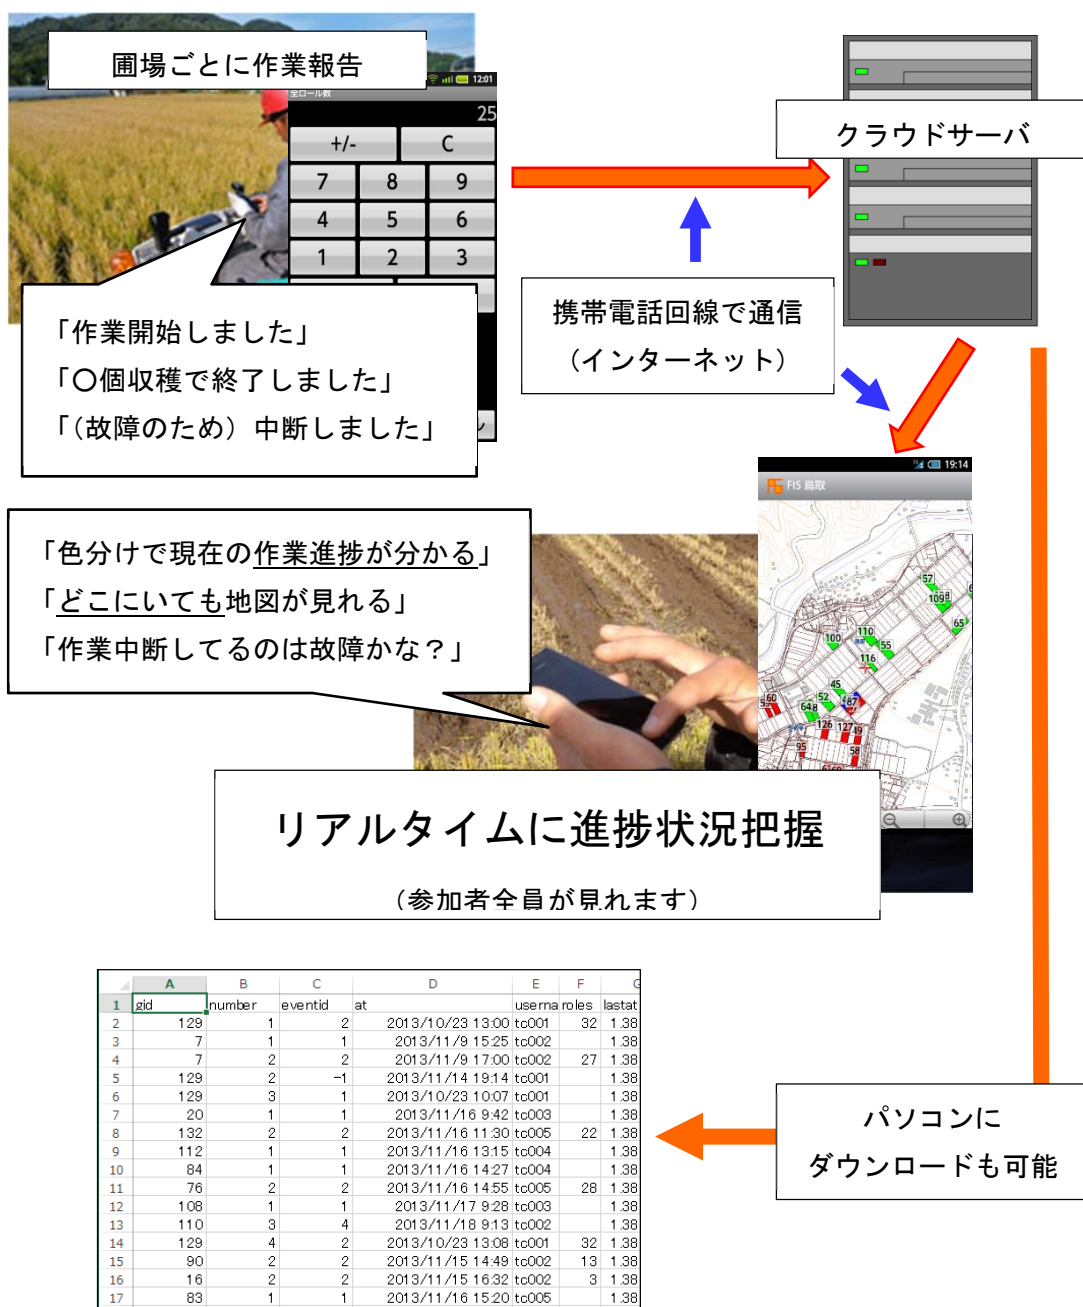 圃場ごとに作業報告
12:01
全ロール数
25
+/-
C
7 8 9
4 5 6
1 2 3
「作業開始しました」
「〇個収穫で終了しました」
「（故障のため）中断しました」
クラウドサーバ
携帯電話回線で通信
（インターネット）
19:14
FIS 鳥取
57
109
65
100
110
55
116
45
52
64
87
60
126
127
49
95
58
「色分けで現在の作業進捗が分かる」
「どこにいても地図が見れる」
「作業中断してるのは故障かな？」
リアルタイムに進捗状況把握
（参加者全員が見れます）
パソコンに
ダウンロードも可能
A B C D E F
1 gid number eventid at userna roles lastat
2 129 1 2 2013/10/23 13:00 tc001 32 1.38
3 7 1 1 2013/11/9 15:25 tc002 1.38
4 7 2 2 2013/11/9 17:00 tc002 27 1.38
5 129 2 -1 2013/11/14 19:14 tc001 1.38
6 129 3 1 2013/10/23 10:07 tc001 1.38
7 20 1 1 2013/11/16 9:42 tc003 1.38
8 132 2 2 2013/11/16 11:30 tc005 22 1.38
9 112 1 1 2013/11/16 13:15 tc004 1.38
10 84 1 1 2013/11/16 14:27 tc004 1.38
11 76 2 2 2013/11/16 14:55 tc005 28 1.38
12 108 1 1 2013/11/17 9:28 tc003 1.38
13 110 3 4 2013/11/18 9:13 tc002 1.38
14 129 4 2 2013/10/23 13:08 tc001 32 1.38
15 90 2 2 2013/11/15 14:49 tc002 13 1.38
16 16 2 2 2013/11/15 16:32 tc002 3 1.38
17 83 1 1 2013/11/16 15:20 tc005 1.38